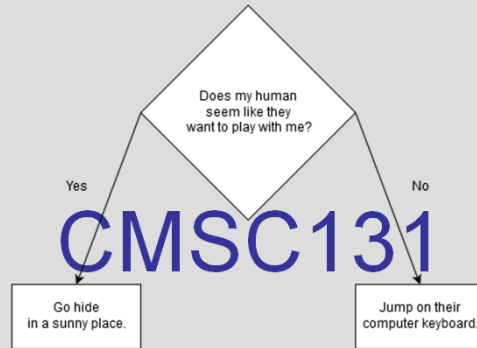 Does my human
seem like they
want to play with me?
Yes
No
CMSC131
Go hide
in a sunny place.
Jump on their
computer keyboard.